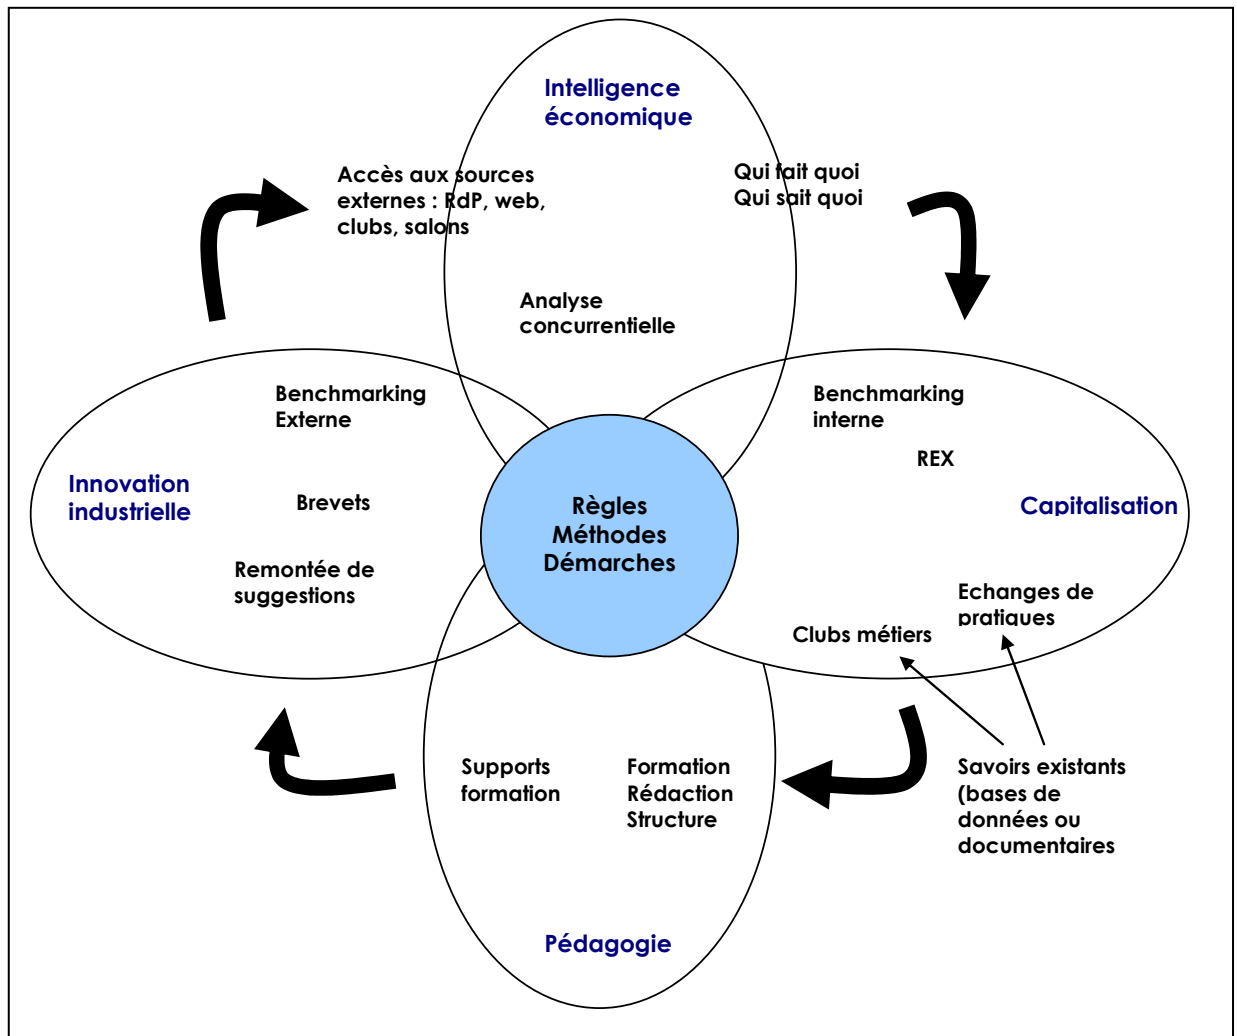 Intelligence
économique
Accès aux sources
externes : RdP, web,
clubs, salons
Qui fait quoi
Qui sait quoi
Analyse
concurrentielle
Benchmarking
Externe
Benchmarking
interne
REX
Innovation
industrielle
Brevets
Règles
Méthodes
Démarches
Capitalisation
Remontée de
suggestions
Echanges de
pratiques
Clubs métiers
Supports
formation
Formation
Rédaction
Structure
Savoirs existants
(bases de
données ou
documentaires
Pédagogie